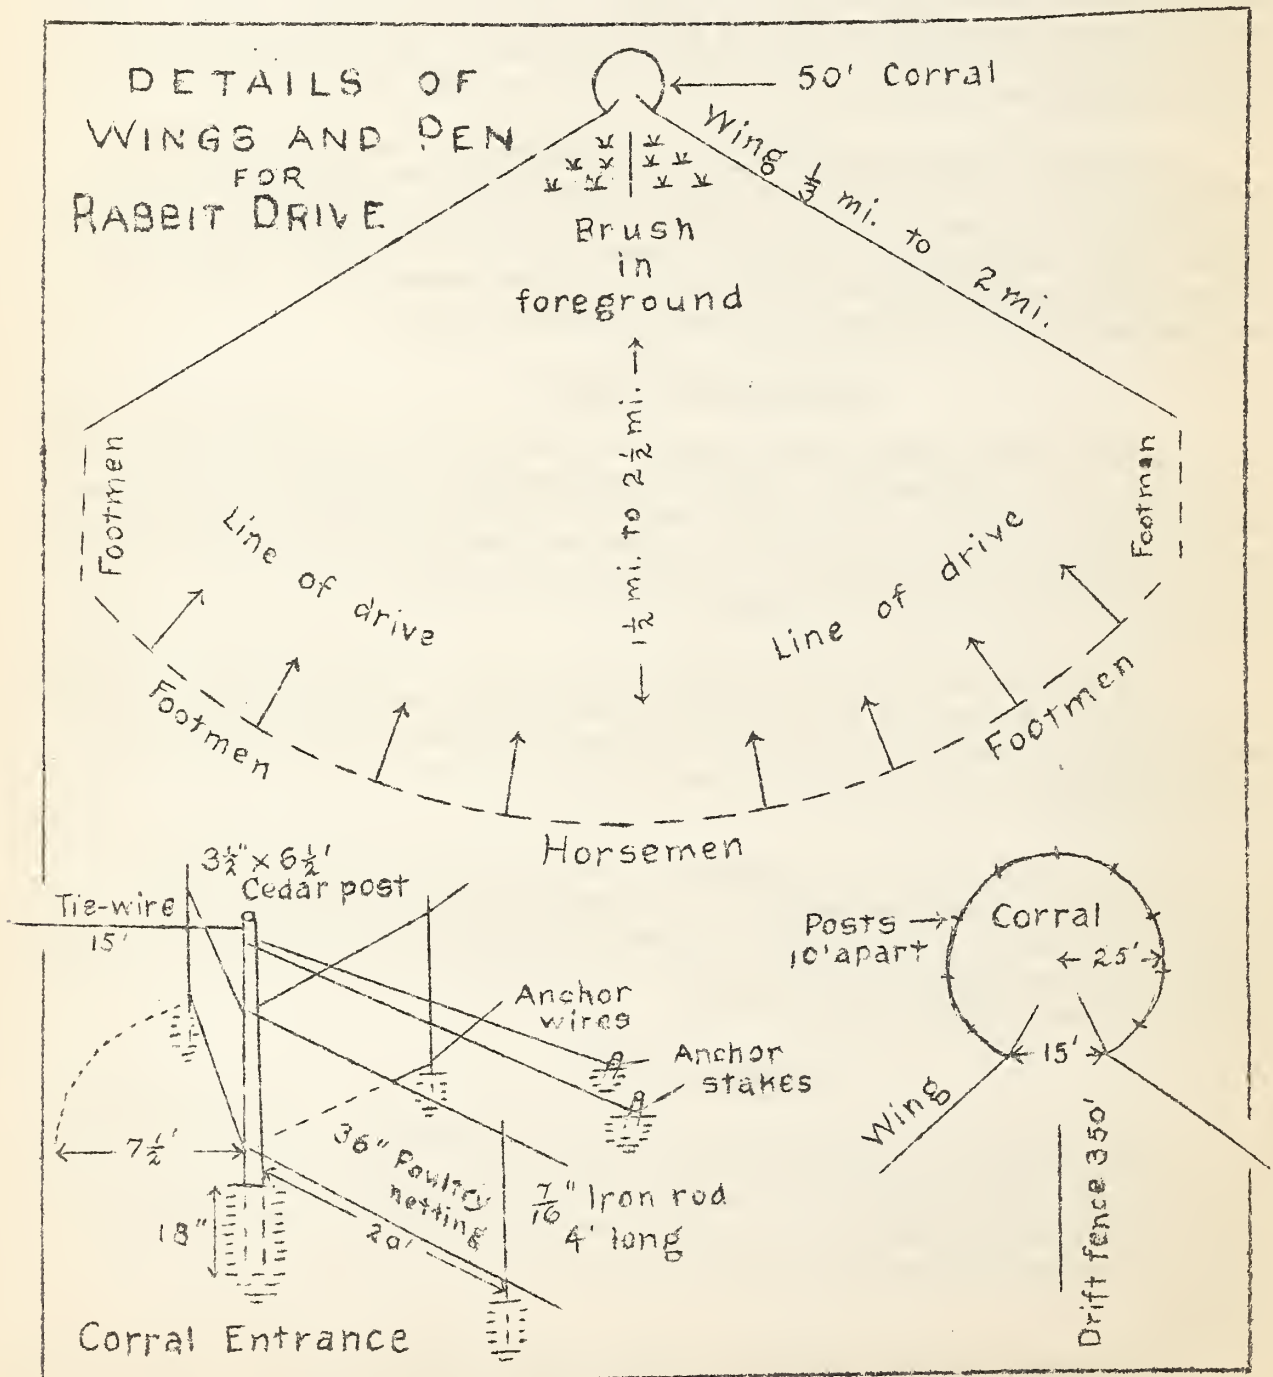 DETAILS OF
WINGS AND PEN
FOR
RABBIT DRIVE
50' Corral
Wing 1/3 mi. to 2 mi.
Brush
in
foreground
1 1/2 mi. to 2 1/2 mi.
Footmen
Footman
Line of drive
Line of drive
Footmen
Footmen
Horsemen
3 1/2" x 6 1/2'
Cedar post
Tie-wire
15'
Anchor
wires
Anchor
stakes
7 1/2'
36" Poultry
netting
20'
18"
7/16" Iron rod
4' long
Corral Entrance
Posts
10' apart
Corral
25'
15'
Wing
Drift fence 350'